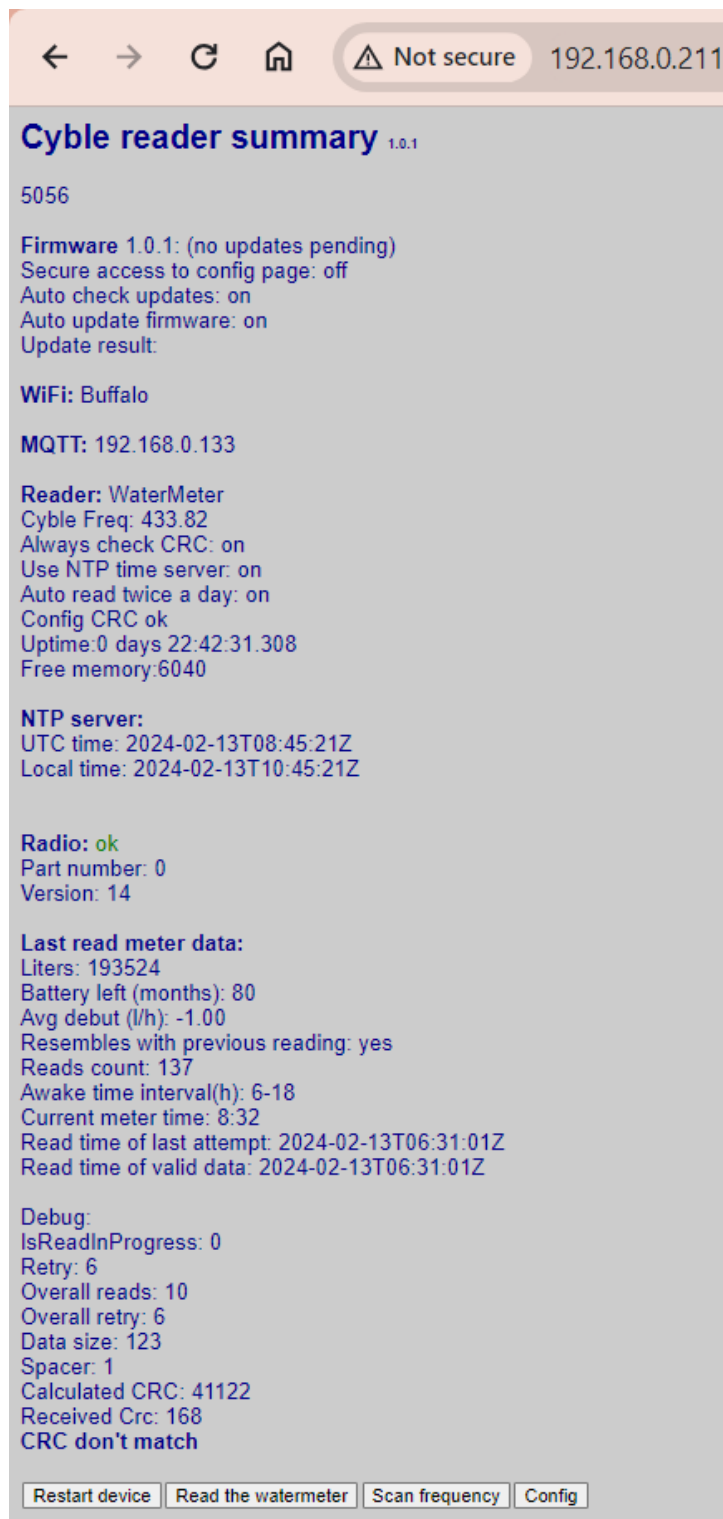 Not secure 192.168.0.211
Cyble reader summary 1.0.1
5056
Firmware 1.0.1: (no updates pending)
Secure access to config page: off
Auto check updates: on
Auto update firmware: on
Update result:
WiFi: Buffalo
MQTT: 192.168.0.133
Reader: WaterMeter
Cyble Freq: 433.82
Always check CRC: on
Use NTP time server: on
Auto read twice a day: on
Config CRC ok
Uptime:0 days 22:42:31.308
Free memory:6040
NTP server:
UTC time: 2024-02-13T08:45:21Z
Local time: 2024-02-13T10:45:21Z
Radio: ok
Part number: 0
Version: 14
Last read meter data:
Liters: 193524
Battery left (months): 80
Avg debut (l/h): -1.00
Resembles with previous reading: yes
Reads count: 137
Awake time interval(h): 6-18
Current meter time: 8:32
Read time of last attempt: 2024-02-13T06:31:01Z
Read time of valid data: 2024-02-13T06:31:01Z
Debug:
IsReadInProgress: 0
Retry: 6
Overall reads: 10
Overall retry: 6
Data size: 123
Spacer: 1
Calculated CRC: 41122
Received Crc: 168
CRC don't match
Restart device Read the watermeter Scan frequency Config